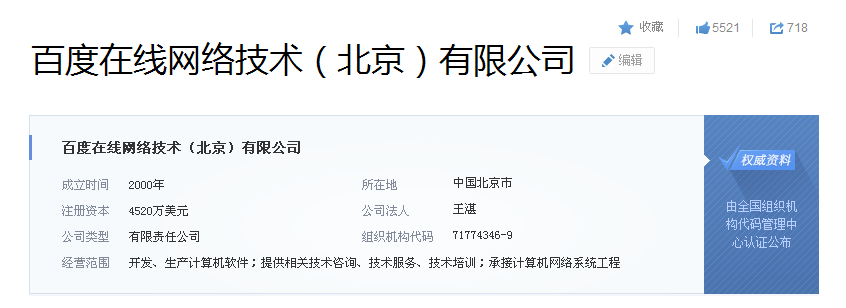 收藏 5521 718
百度在线网络技术（北京）有限公司 编辑
百度在线网络技术（北京）有限公司
成立时间 2000年 所在地 中国北京市
注册资本 4520万美元 公司法人 王湛
公司类型 有限责任公司 组织机构代码 71774346-9
经营范围 开发、生产计算机软件；提供相关技术咨询、技术服务、技术培训；承接计算机网络系统工程
权威资料
由全国组织机
构代码管理中
心认证公布